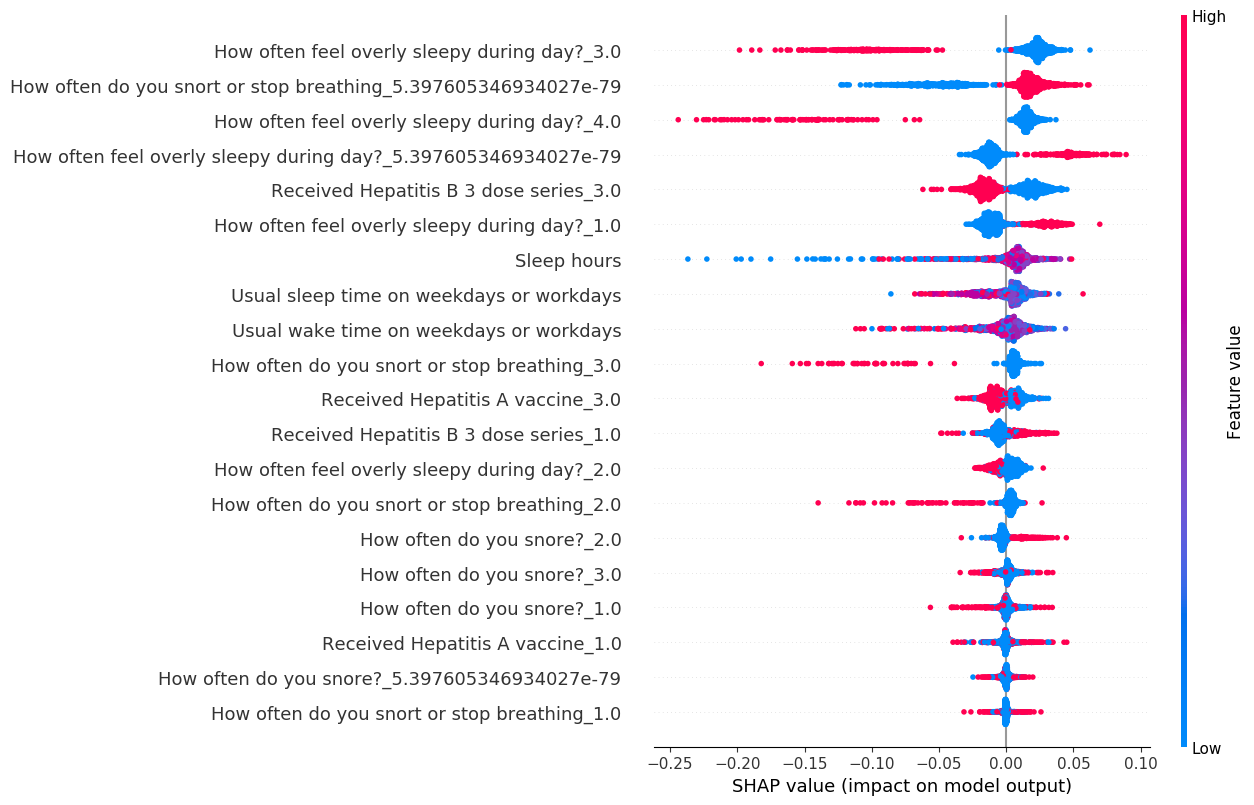 High
How often feel overly sleepy during day?_3.0
How often do you snort or stop breathing_5.397605346934027e-79
How often feel overly sleepy during day?_4.0
How often feel overly sleepy during day?_5.397605346934027e-79
Received Hepatitis B 3 dose series_3.0
How often feel overly sleepy during day?_1.0
Sleep hours
Usual sleep time on weekdays or workdays
Usual wake time on weekdays or workdays
How often do you snort or stop breathing_3.0
Received Hepatitis A vaccine_3.0
Received Hepatitis B 3 dose series_1.0
How often feel overly sleepy during day?_2.0
How often do you snort or stop breathing_2.0
How often do you snore?_2.0
How often do you snore?_3.0
How often do you snore?_1.0
Received Hepatitis A vaccine_1.0
How often do you snore?_5.397605346934027e-79
How often do you snort or stop breathing_1.0
Feature value
Low
−0.25 −0.20 −0.15 −0.10 −0.05 0.00 0.05 0.10
SHAP value (impact on model output)